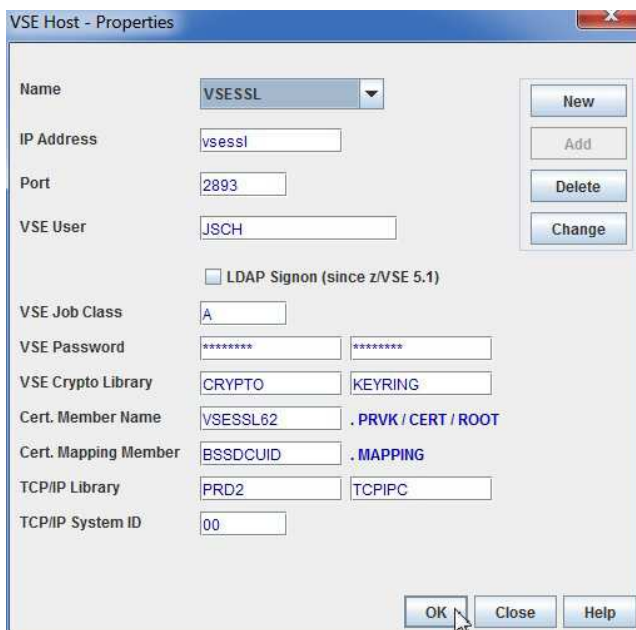 VSE Host - Properties
Name VSESSL New
IP Address vsessl Add
Port 2893 Delete
VSE User JSCH Change
LDAP Signon (since z/VSE 5.1)
VSE Job Class A
VSE Password ******** ********
VSE Crypto Library CRYPTO KEYRING
Cert. Member Name VSESSL62 . PRVK / CERT / ROOT
Cert. Mapping Member BSSDCUID . MAPPING
TCP/IP Library PRD2 TCPIPC
TCP/IP System ID 00
OK Close Help